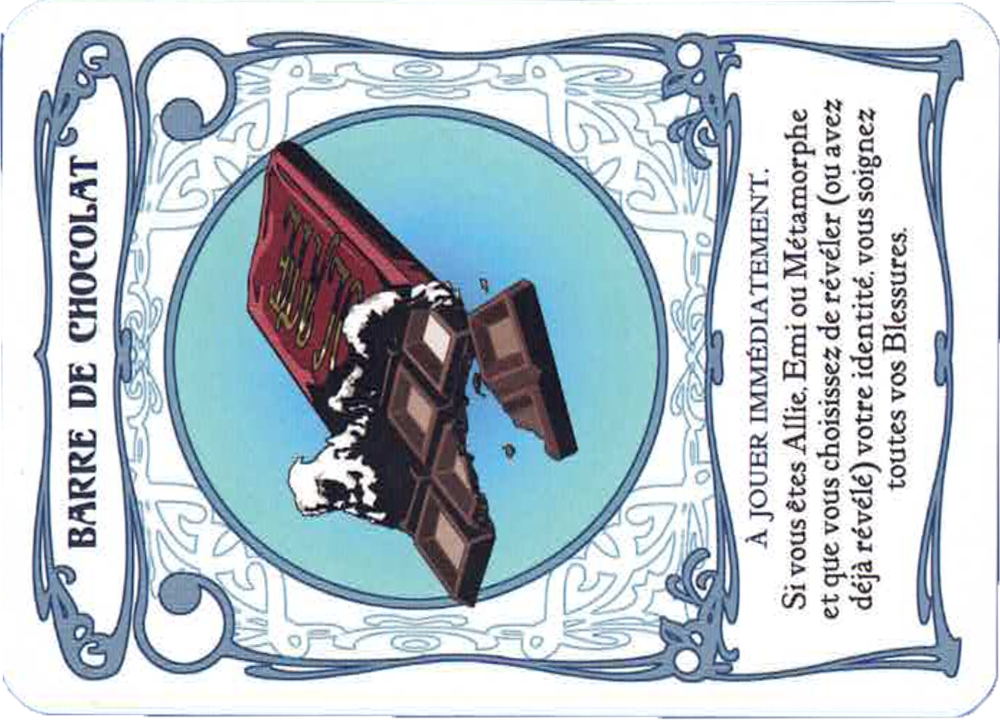 BARRE DE CHOCOLAT
À JOUER IMMÉDIATEMENT.
Si vous êtes Allie, Emi ou Métamorphe
et que vous choisissez de révéler (ou avez
déjà révélé) votre identité, vous soignez
toutes vos Blessures.